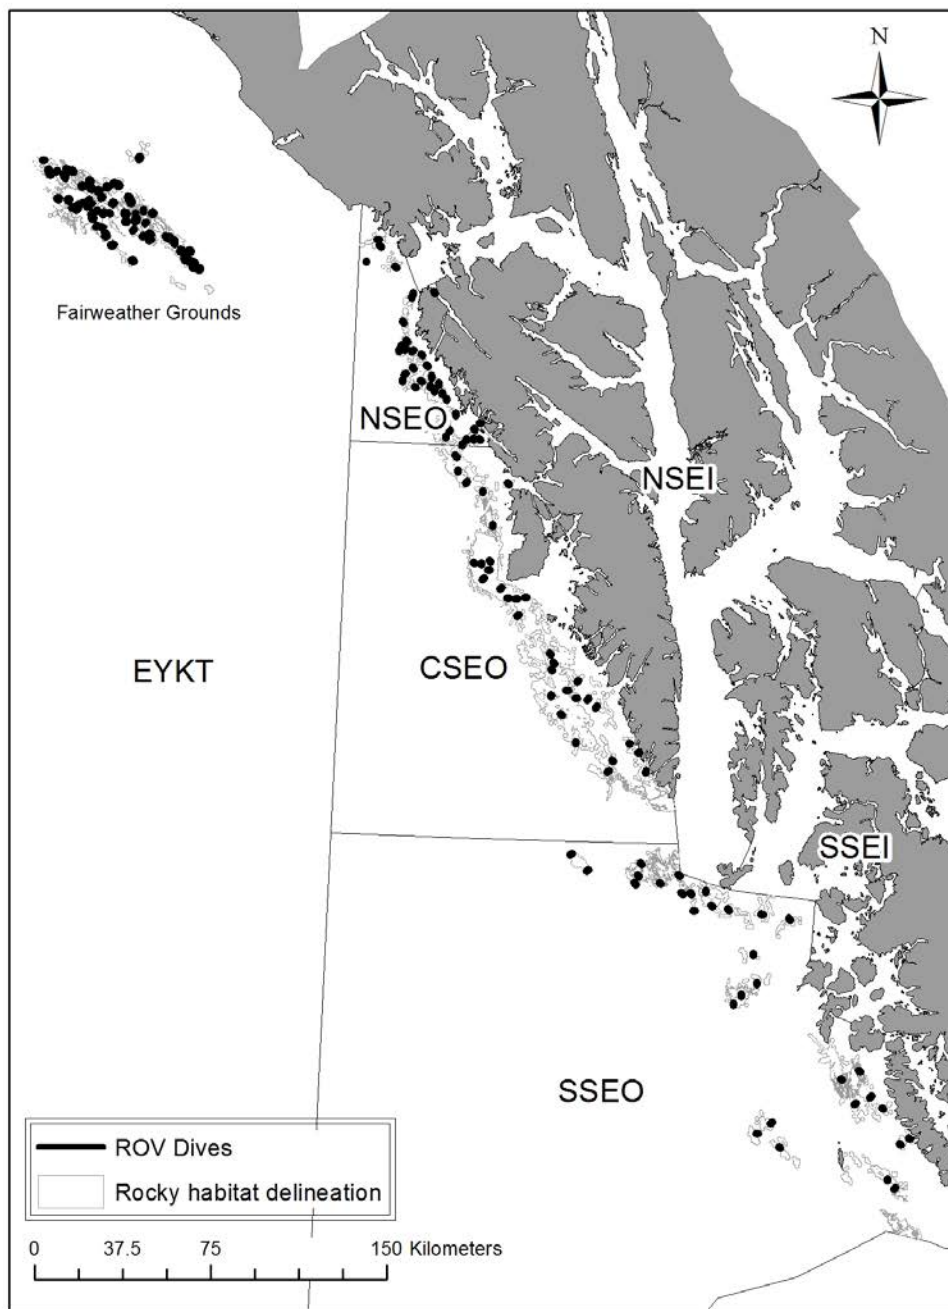 N
Fairweather Grounds
NSEO
NSEI
EYKT
CSEO
SSEI
SSEO
ROV Dives
Rocky habitat delineation
0 37.5 75 150 Kilometers